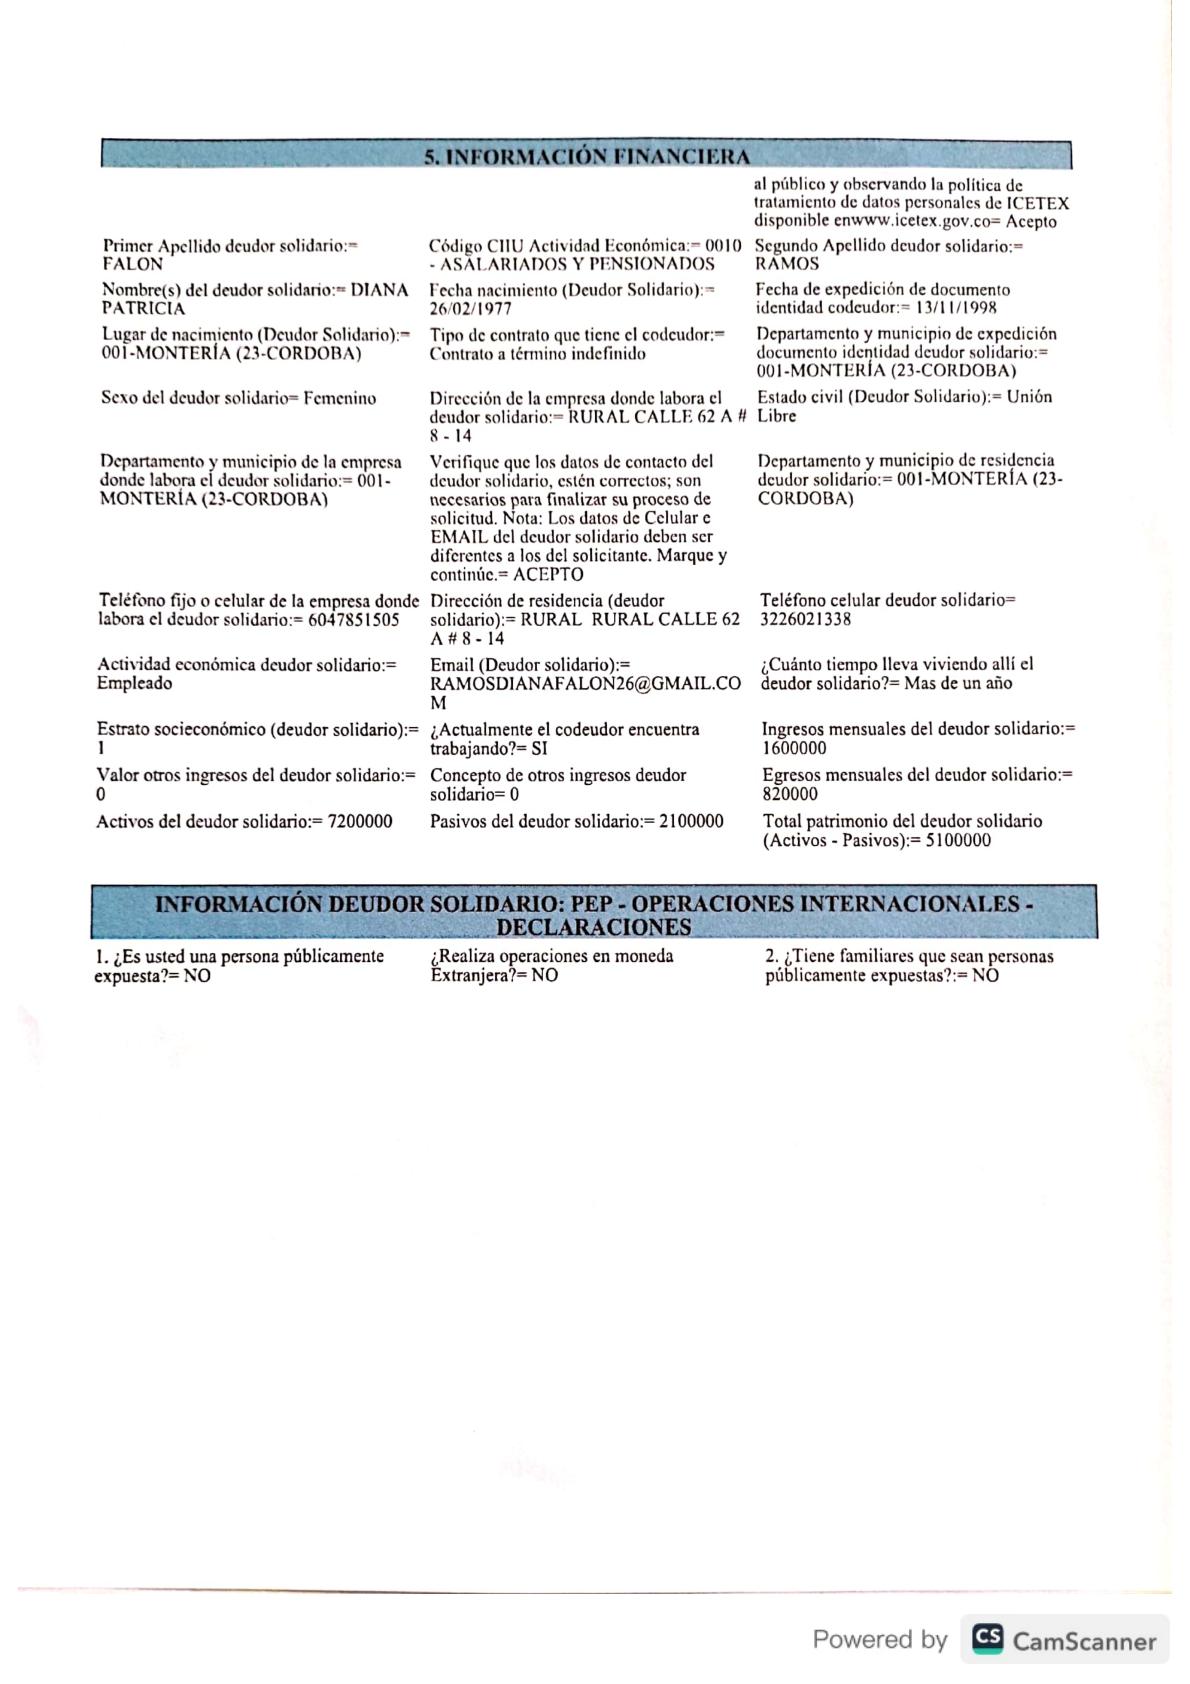 5. INFORMACIÓN FINANCIERA
al público y observando la política de
tratamiento de datos personales de ICETEX
disponible enwww.icetex.gov.co= Acepto
Primer Apellido deudor solidario:=
FALON
Código CIIU Actividad Económica:= 0010
- ASALARIADOS Y PENSIONADOS
Segundo Apellido deudor solidario:=
RAMOS
Nombre(s) del deudor solidario:= DIANA
PATRICIA
Fecha nacimiento (Deudor Solidario):=
26/02/1977
Fecha de expedición de documento
identidad codeudor:= 13/11/1998
Lugar de nacimiento (Deudor Solidario):=
001-MONTERÍA (23-CORDOBA)
Tipo de contrato que tiene el codeudor:=
Contrato a término indefinido
Departamento y municipio de expedición
documento identidad deudor solidario:=
001-MONTERÍA (23-CORDOBA)
Sexo del deudor solidario= Femenino
Dirección de la empresa donde labora el
deudor solidario:= RURAL CALLE 62 A #
8 - 14
Estado civil (Deudor Solidario):= Unión
Libre
Departamento y municipio de la empresa
donde labora el deudor solidario:= 001-
MONTERÍA (23-CORDOBA)
Verifique que los datos de contacto del
deudor solidario, estén correctos; son
necesarios para finalizar su proceso de
solicitud. Nota: Los datos de Celular e
EMAIL del deudor solidario deben ser
diferentes a los del solicitante. Marque y
continúe.= ACEPTO
Departamento y municipio de residencia
deudor solidario:= 001-MONTERÍA (23-
CORDOBA)
Teléfono fijo o celular de la empresa donde
labora el deudor solidario:= 6047851505
Dirección de residencia (deudor
solidario):= RURAL  RURAL CALLE 62
A # 8 - 14
Teléfono celular deudor solidario=
3226021338
Actividad económica deudor solidario:=
Empleado
Email (Deudor solidario):=
RAMOSDIANAFALON26@GMAIL.CO
M
¿Cuánto tiempo lleva viviendo allí el
deudor solidario?= Mas de un año
Estrato socieconómico (deudor solidario):=
1
¿Actualmente el codeudor encuentra
trabajando?= SI
Ingresos mensuales del deudor solidario:=
1600000
Valor otros ingresos del deudor solidario:=
0
Concepto de otros ingresos deudor
solidario= 0
Egresos mensuales del deudor solidario:=
820000
Activos del deudor solidario:= 7200000
Pasivos del deudor solidario:= 2100000
Total patrimonio del deudor solidario
(Activos - Pasivos):= 5100000
INFORMACIÓN DEUDOR SOLIDARIO: PEP - OPERACIONES INTERNACIONALES -
DECLARACIONES
1. ¿Es usted una persona públicamente
expuesta?= NO
¿Realiza operaciones en moneda
Extranjera?= NO
2. ¿Tiene familiares que sean personas
públicamente expuestas?:= NO
Powered by CS CamScanner